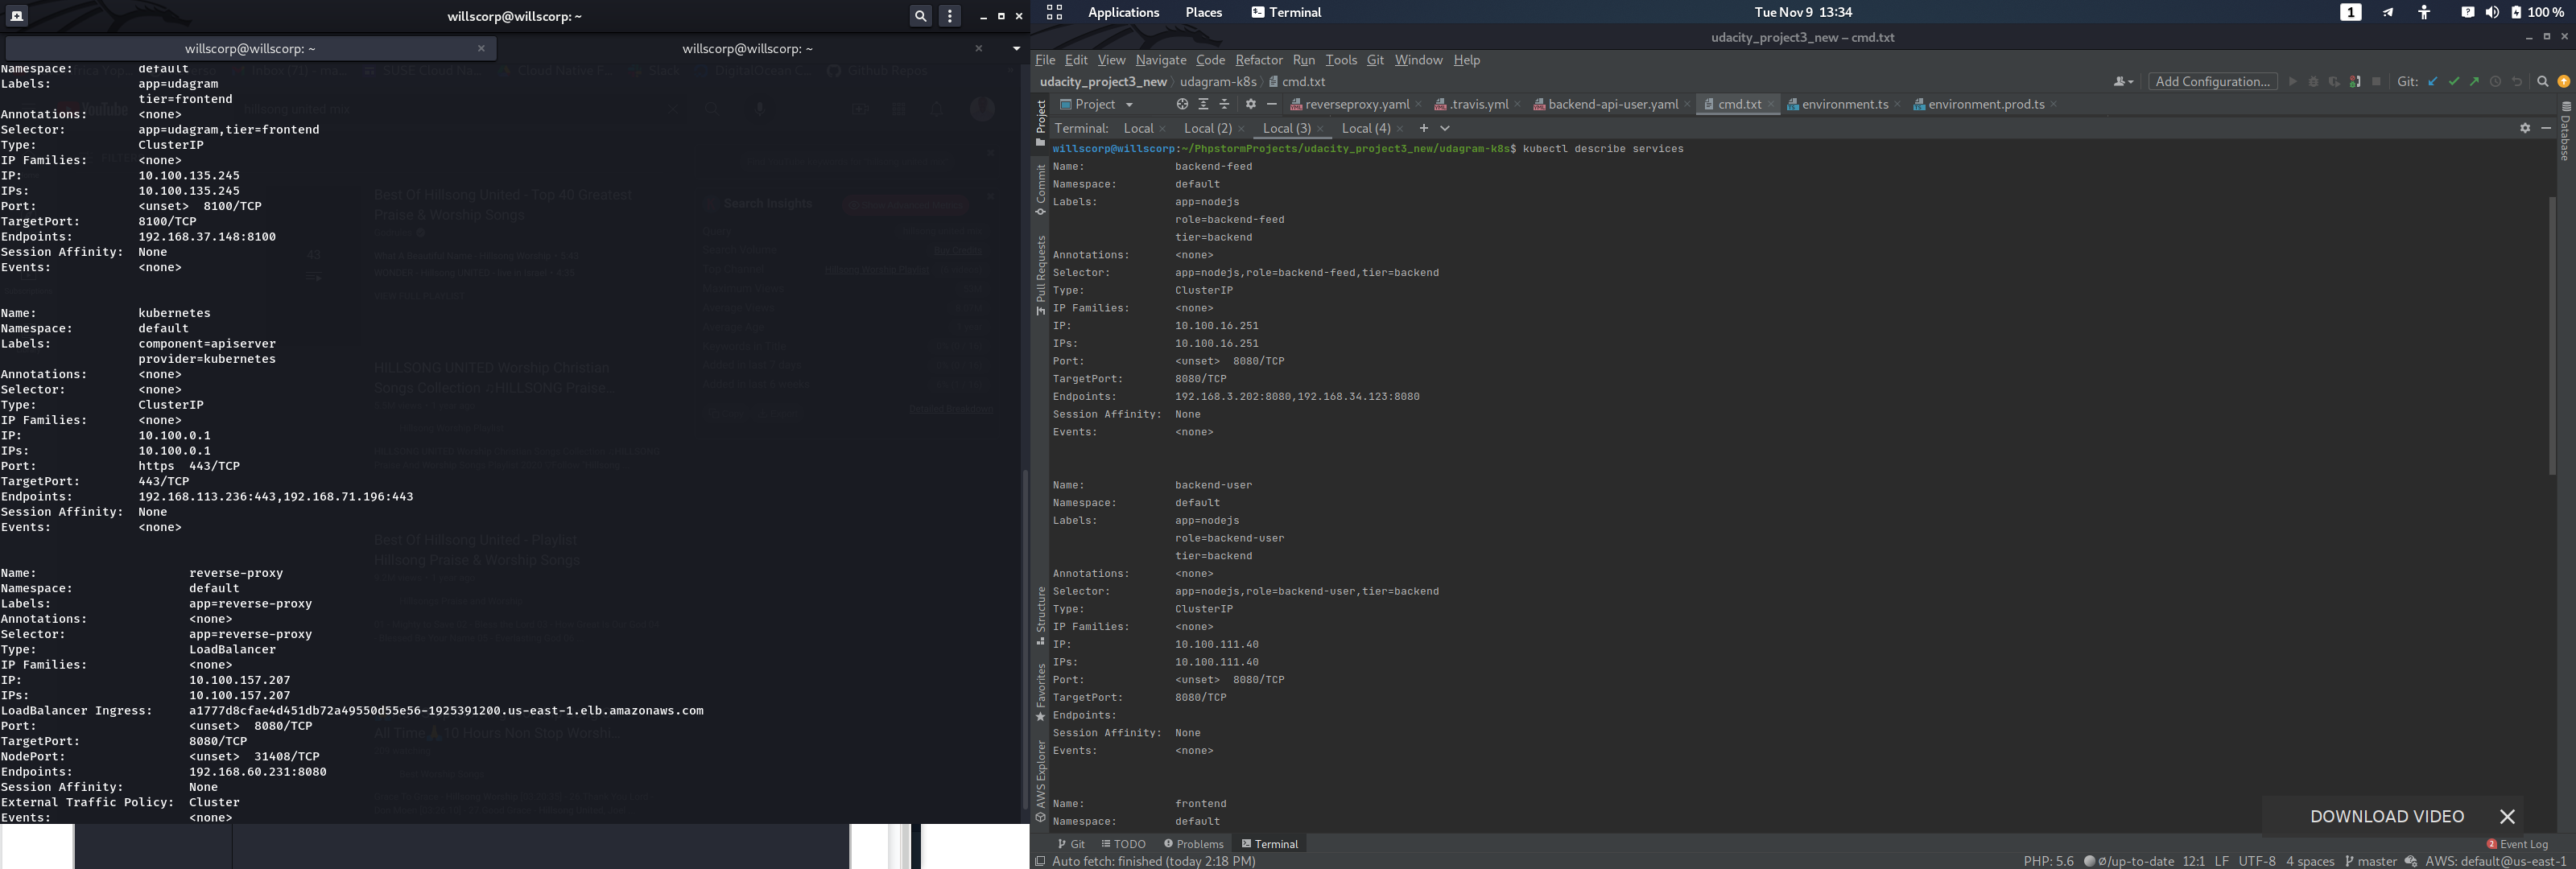 willscorp@willscorp: ~
willscorp@willscorp: ~
willscorp@willscorp: ~
Namespace: default
Labels: app=udagram
tier=frontend
Annotations: <none>
Selector: app=udagram,tier=frontend
Type: ClusterIP
IP Families: <none>
IP: 10.100.135.245
IPs: 10.100.135.245
Port: <unset> 8100/TCP
TargetPort: 8100/TCP
Endpoints: 192.168.37.148:8100
Session Affinity: None
Events: <none>
Name: kubernetes
Namespace: default
Labels: component=apiserver
provider=kubernetes
Annotations: <none>
Selector: <none>
Type: ClusterIP
IP Families: <none>
IP: 10.100.0.1
IPs: 10.100.0.1
Port: https 443/TCP
TargetPort: 443/TCP
Endpoints: 192.168.113.236:443,192.168.71.196:443
Session Affinity: None
Events: <none>
Name: reverse-proxy
Namespace: default
Labels: app=reverse-proxy
Annotations: <none>
Selector: app=reverse-proxy
Type: LoadBalancer
IP Families: <none>
IP: 10.100.157.207
IPs: 10.100.157.207
LoadBalancer Ingress: a1777d8cfae4d451db72a49550d55e56-1925391200.us-east-1.elb.amazonaws.com
Port: <unset> 8080/TCP
TargetPort: 8080/TCP
NodePort: <unset> 31408/TCP
Endpoints: 192.168.60.231:8080
Session Affinity: None
External Traffic Policy: Cluster
Events: <none>
Applications Places Terminal Tue Nov 9 13:34 1 100 %
udacity_project3_new – cmd.txt
File Edit View Navigate Code Refactor Run Tools Git Window Help
udacity_project3_new udagram-k8s cmd.txt Add Configuration... Git:
Project reverseproxy.yaml .travis.yml backend-api-user.yaml cmd.txt environment.ts environment.prod.ts
Terminal: Local Local (2) Local (3) Local (4)
Project
Commit
Pull Requests
Structure
Favorites
AWS Explorer
Database
willscorp@willscorp:~/PhpstormProjects/udacity_project3_new/udagram-k8s$ kubectl describe services
Name: backend-feed
Namespace: default
Labels: app=nodejs
role=backend-feed
tier=backend
Annotations: <none>
Selector: app=nodejs,role=backend-feed,tier=backend
Type: ClusterIP
IP Families: <none>
IP: 10.100.16.251
IPs: 10.100.16.251
Port: <unset> 8080/TCP
TargetPort: 8080/TCP
Endpoints: 192.168.3.202:8080,192.168.34.123:8080
Session Affinity: None
Events: <none>
Name: backend-user
Namespace: default
Labels: app=nodejs
role=backend-user
tier=backend
Annotations: <none>
Selector: app=nodejs,role=backend-user,tier=backend
Type: ClusterIP
IP Families: <none>
IP: 10.100.111.40
IPs: 10.100.111.40
Port: <unset> 8080/TCP
TargetPort: 8080/TCP
Endpoints:
Session Affinity: None
Events: <none>
Name: frontend
Namespace: default
DOWNLOAD VIDEO
Git TODO Problems Terminal 2 Event Log
Auto fetch: finished (today 2:18 PM) PHP: 5.6 ∅/up-to-date 12:1 LF UTF-8 4 spaces master AWS: default@us-east-1